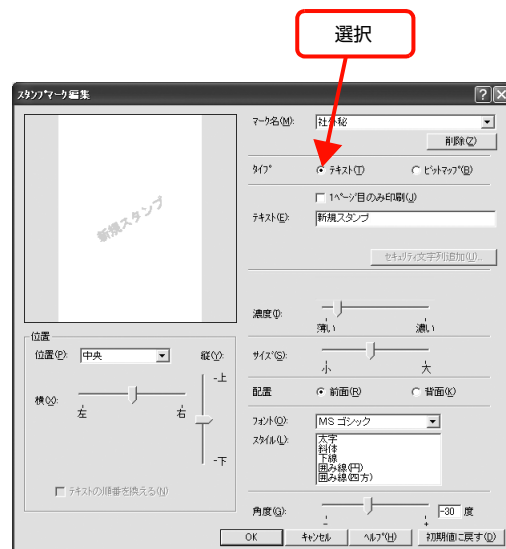 選択
スタンプマーク編集
新規スタンプ
マーク名(M): 社外秘
削除(Z)
タイプ テキスト(T) ビットマップ(B)
1ページ目のみ印刷(J)
テキスト(E): 新規スタンプ
セキュリティ文字列追加(U)...
濃度(I):
薄い 濃い
サイズ(S):
小 大
配置 前面(R) 背面(K)
フォント(O): MS ゴシック
スタイル(L): 太字
斜体
下線
囲み線(円)
囲み線(四方)
角度(G): -30 度
- +
位置
位置(P): 中央 縦(Y):
-上
横(X):
左 右
-下
テキストの順番を換える(N)
OK キャンセル ヘルプ(H) 初期値に戻す(D)